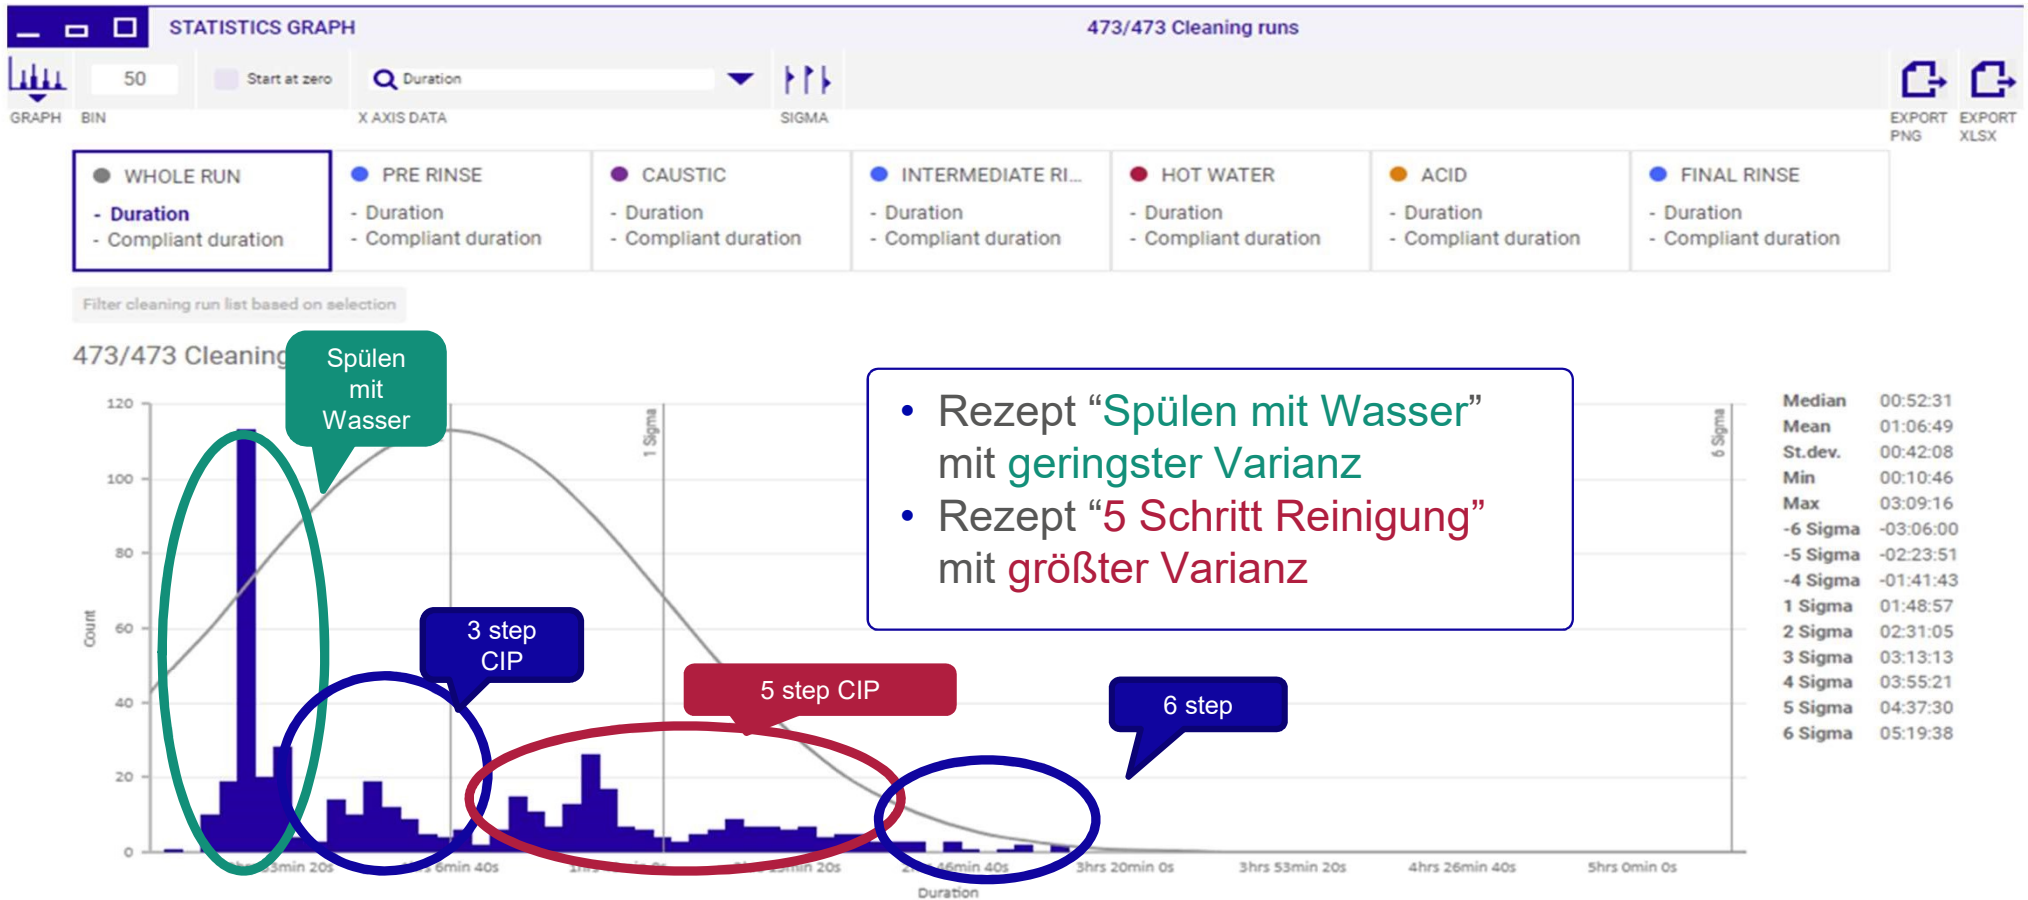 STATISTICS GRAPH
473/473 Cleaning runs
50
Start at zero
Duration
GRAPH
BIN
X AXIS DATA
SIGMA
EXPORT PNG
EXPORT XLSX
WHOLE RUN
- Duration
- Compliant duration
PRE RINSE
- Duration
- Compliant duration
CAUSTIC
- Duration
- Compliant duration
INTERMEDIATE RI...
- Duration
- Compliant duration
HOT WATER
- Duration
- Compliant duration
ACID
- Duration
- Compliant duration
FINAL RINSE
- Duration
- Compliant duration
Filter cleaning run list based on selection
473/473 Cleaning
Spülen
mit
Wasser
• Rezept “Spülen mit Wasser”
mit geringster Varianz
• Rezept “5 Schritt Reinigung”
mit größter Varianz
3 step
CIP
5 step CIP
6 step
1 Sigma
6 Sigma
Count
120
100
80
60
40
20
0
33min 20s
6min 40s
20s
46min 40s
3hrs 20min 0s
3hrs 53min 20s
4hrs 26min 40s
5hrs 0min 0s
Duration
Median 00:52:31
Mean 01:06:49
St.dev. 00:42:08
Min 00:10:46
Max 03:09:16
-6 Sigma -03:06:00
-5 Sigma -02:23:51
-4 Sigma -01:41:43
1 Sigma 01:48:57
2 Sigma 02:31:05
3 Sigma 03:13:13
4 Sigma 03:55:21
5 Sigma 04:37:30
6 Sigma 05:19:38